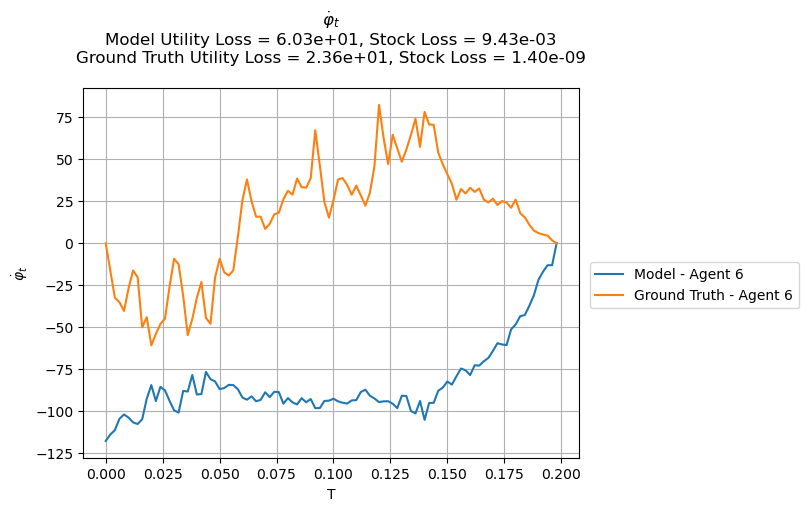 φ̇ₜ
Model Utility Loss = 6.03e+01, Stock Loss = 9.43e-03
Ground Truth Utility Loss = 2.36e+01, Stock Loss = 1.40e-09
75
50
25
0
−25
−50
−75
−100
−125
φ̇ₜ
0.000 0.025 0.050 0.075 0.100 0.125 0.150 0.175 0.200
T
Model - Agent 6
Ground Truth - Agent 6